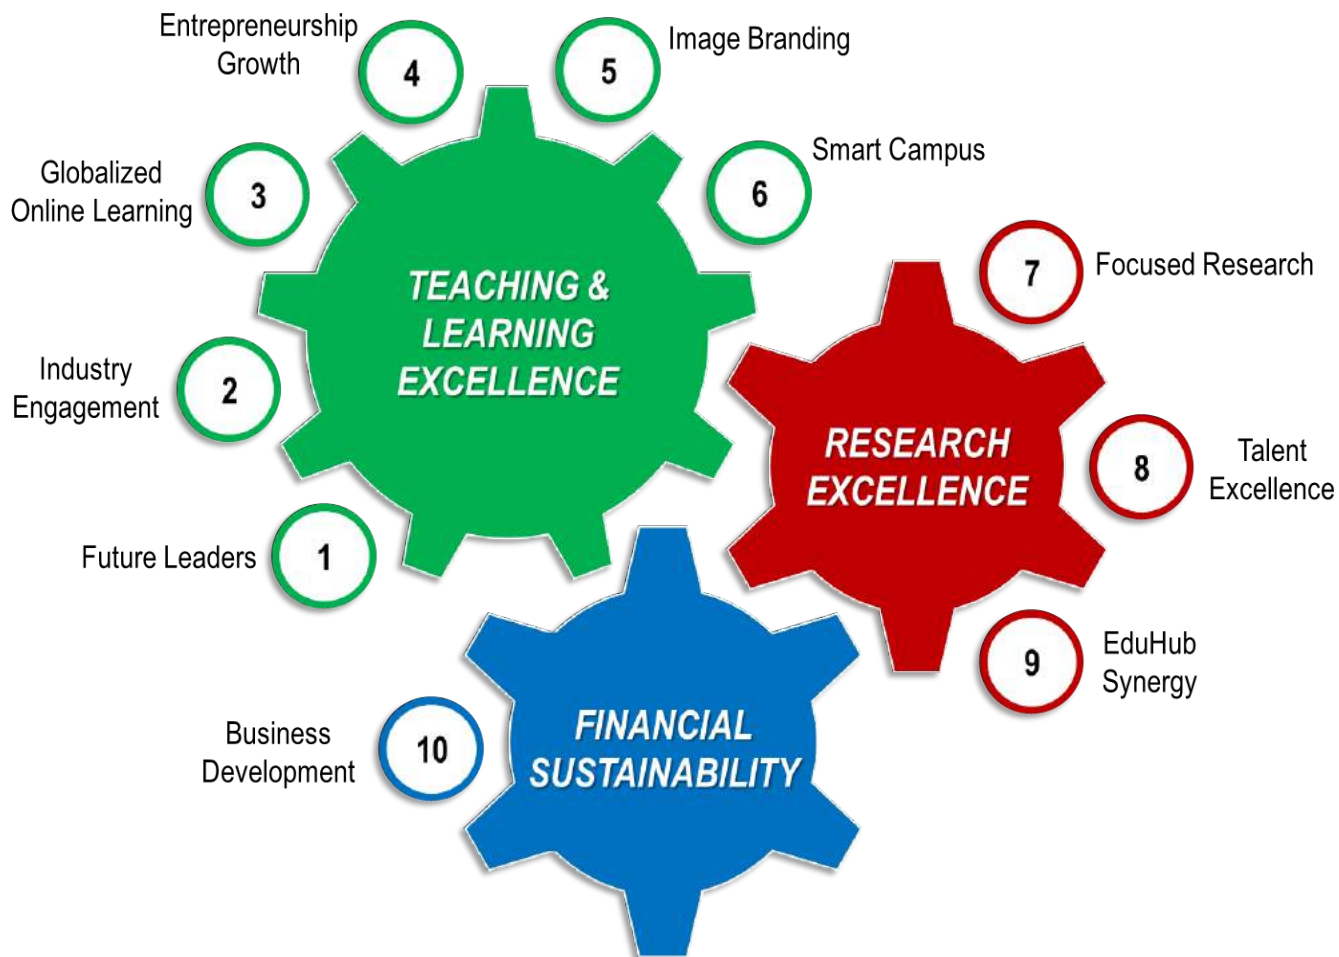 Entrepreneurship
Growth
4
5
Image Branding
Globalized
Online Learning
3
6
Smart Campus
TEACHING &
LEARNING
EXCELLENCE
7
Focused Research
Industry
Engagement
2
RESEARCH
EXCELLENCE
8
Talent
Excellence
Future Leaders
1
9
EduHub
Synergy
Business
Development
10
FINANCIAL
SUSTAINABILITY